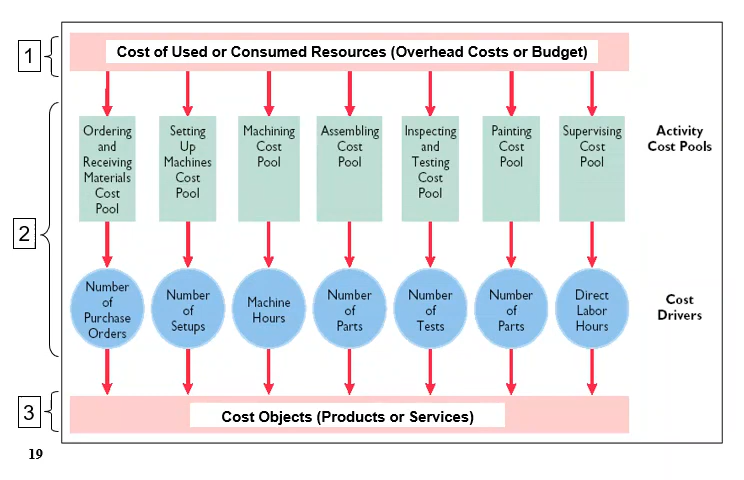 1
Cost of Used or Consumed Resources (Overhead Costs or Budget)
2
Ordering
and
Receiving
Materials
Cost
Pool
Setting
Up
Machines
Cost
Pool
Machining
Cost
Pool
Assembling
Cost
Pool
Inspecting
and
Testing
Cost
Pool
Painting
Cost
Pool
Supervising
Cost
Pool
Activity
Cost Pools
Number
of
Purchase
Orders
Number
of
Setups
Machine
Hours
Number
of
Parts
Number
of
Tests
Number
of
Parts
Direct
Labor
Hours
Cost
Drivers
3
Cost Objects (Products or Services)
19